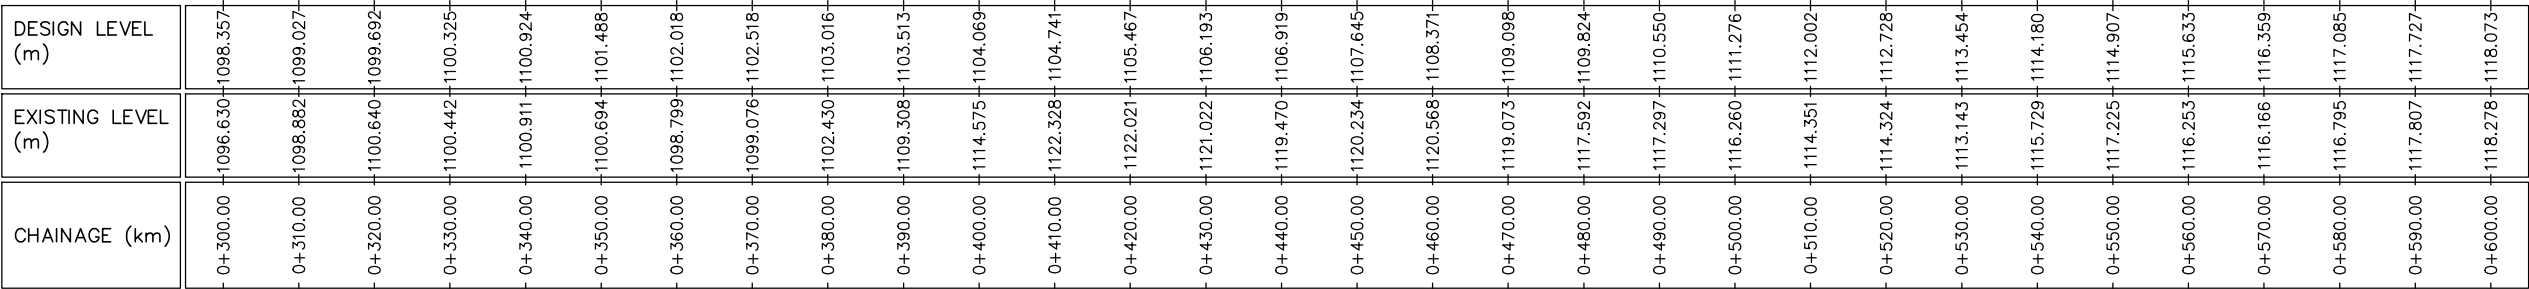 DESIGN LEVEL
(m)
1098.357 1099.027 1099.692 1100.325 1100.924 1101.488 1102.018 1102.518 1103.016 1103.513 1104.069 1104.741 1105.467 1106.193 1106.919 1107.645 1108.371 1109.098 1109.824 1110.550 1111.276 1112.002 1112.728 1113.454 1114.180 1114.907 1115.633 1116.359 1117.085 1117.727 1118.073
EXISTING LEVEL
(m)
1096.630 1098.882 1100.640 1100.442 1100.911 1100.694 1098.799 1099.076 1102.430 1109.308 1114.575 1122.328 1122.021 1121.022 1119.470 1120.234 1120.568 1119.073 1117.592 1117.297 1116.260 1114.351 1114.324 1113.143 1115.729 1117.225 1116.253 1116.166 1116.795 1117.807 1118.278
CHAINAGE (km)
0+300.00 0+310.00 0+320.00 0+330.00 0+340.00 0+350.00 0+360.00 0+370.00 0+380.00 0+390.00 0+400.00 0+410.00 0+420.00 0+430.00 0+440.00 0+450.00 0+460.00 0+470.00 0+480.00 0+490.00 0+500.00 0+510.00 0+520.00 0+530.00 0+540.00 0+550.00 0+560.00 0+570.00 0+580.00 0+590.00 0+600.00